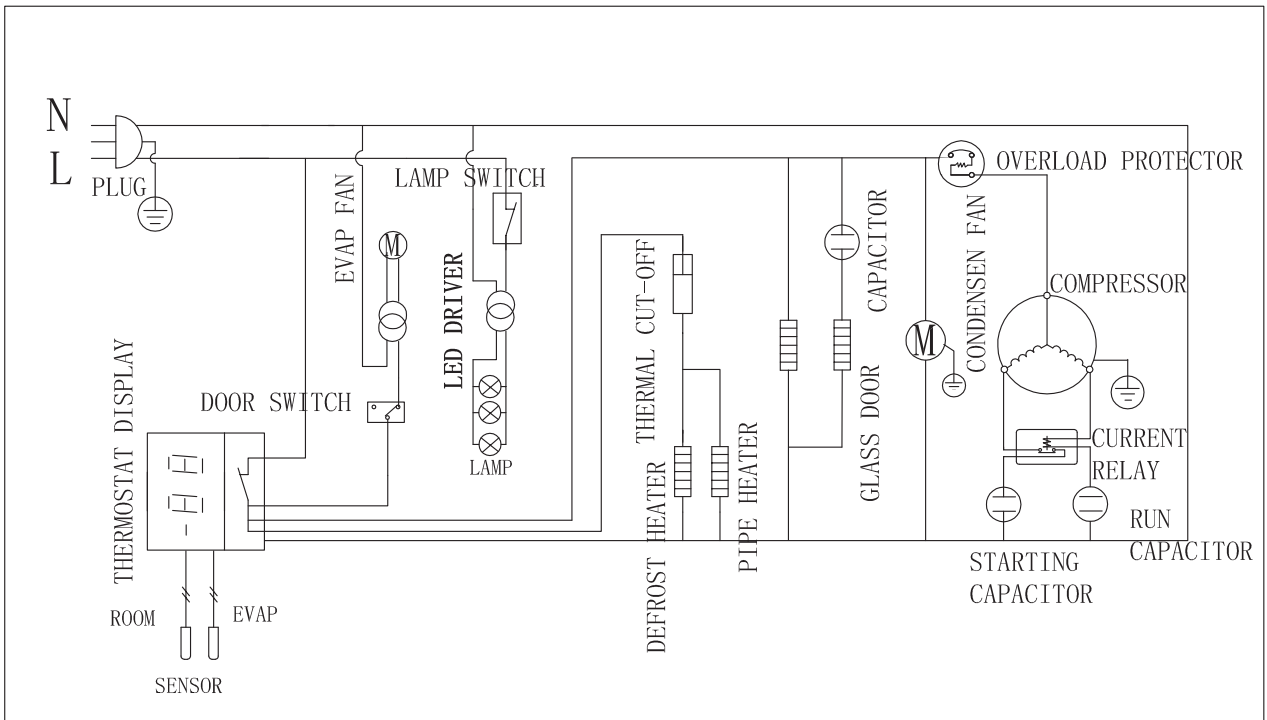 N
L
PLUG
EVAP FAN
M
LAMP SWITCH
LED DRIVER
LAMP
DOOR SWITCH
THERMOSTAT DISPLAY
ROOM
EVAP
SENSOR
THERMAL CUT-OFF
DEFROST HEATER
PIPE HEATER
CAPACITOR
GLASS DOOR
M
CONDENSEN FAN
OVERLOAD PROTECTOR
COMPRESSOR
CURRENT
RELAY
RUN
CAPACITOR
STARTING
CAPACITOR